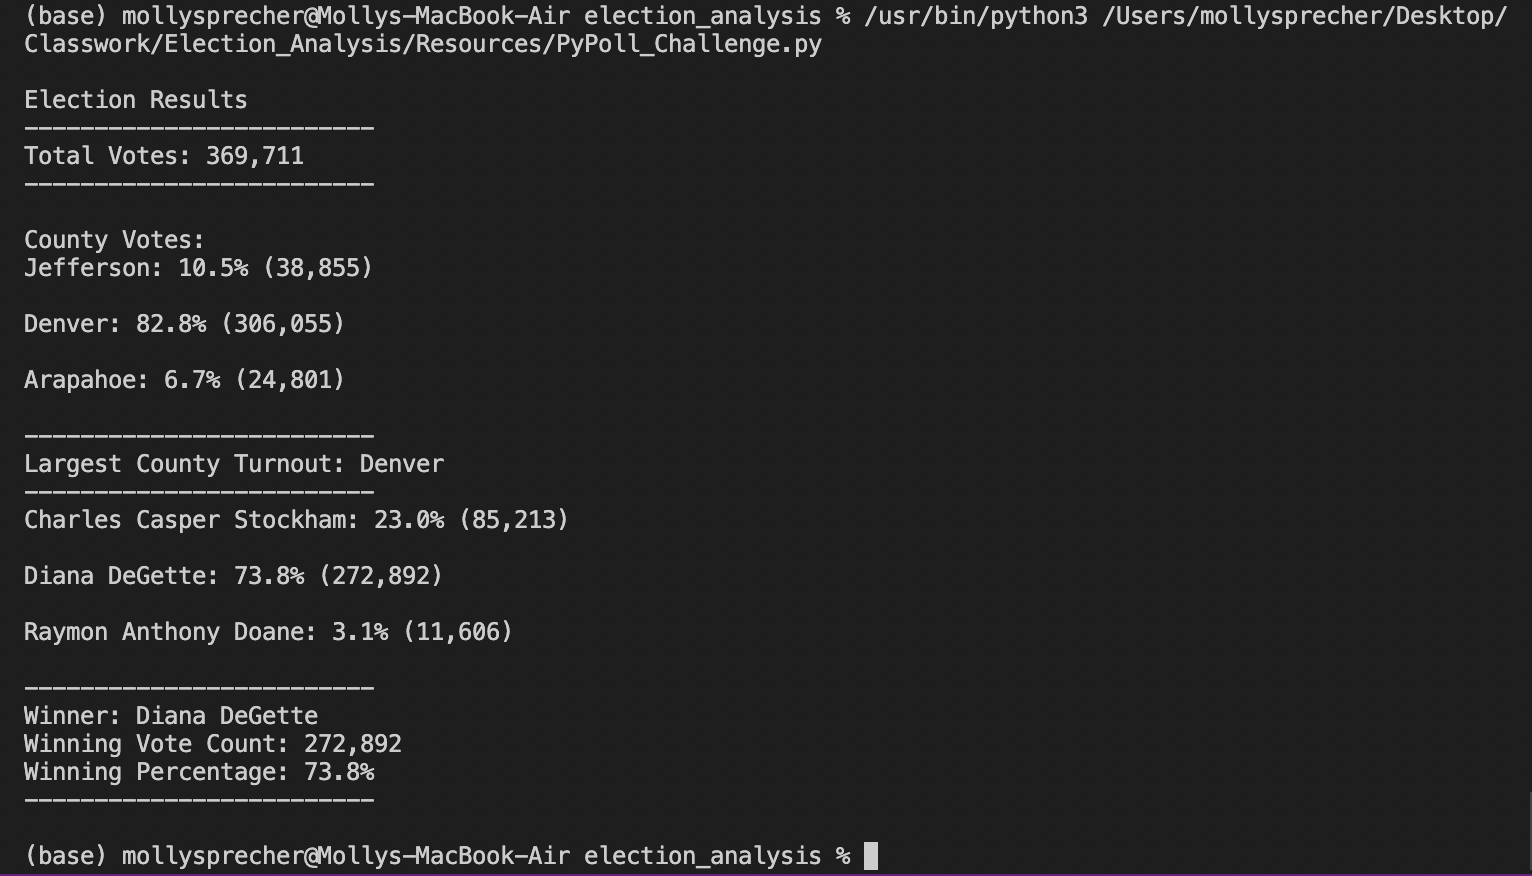 (base) mollysprecher@Mollys-MacBook-Air election_analysis % /usr/bin/python3 /Users/mollysprecher/Desktop/
Classwork/Election_Analysis/Resources/PyPoll_Challenge.py
Election Results
-------------------------
Total Votes: 369,711
-------------------------
County Votes:
Jefferson: 10.5% (38,855)
Denver: 82.8% (306,055)
Arapahoe: 6.7% (24,801)
-------------------------
Largest County Turnout: Denver
-------------------------
Charles Casper Stockham: 23.0% (85,213)
Diana DeGette: 73.8% (272,892)
Raymon Anthony Doane: 3.1% (11,606)
-------------------------
Winner: Diana DeGette
Winning Vote Count: 272,892
Winning Percentage: 73.8%
-------------------------
(base) mollysprecher@Mollys-MacBook-Air election_analysis %